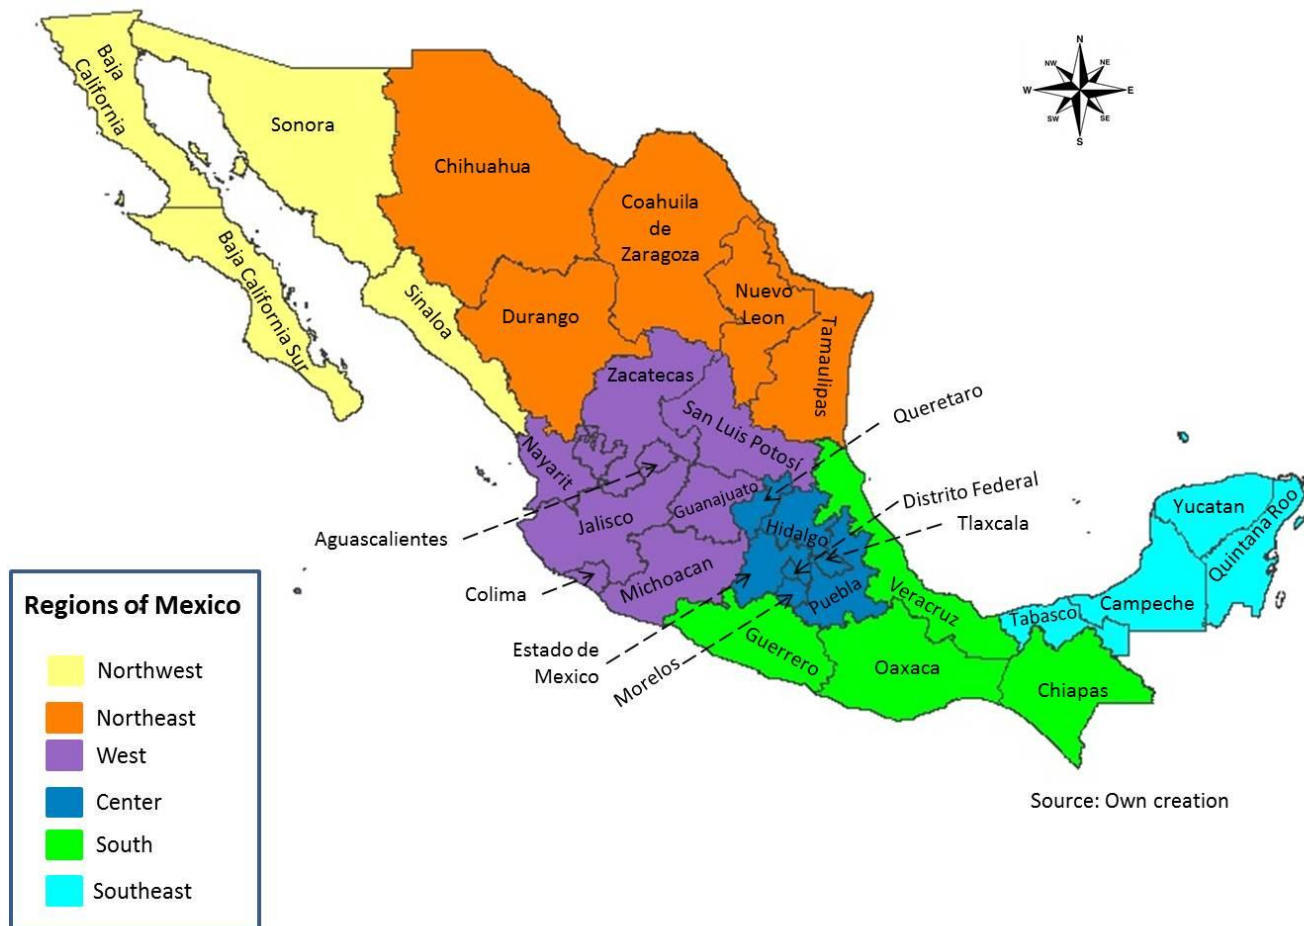 N
NW
NE
W
E
SW
SE
S
Baja
California
Sonora
Chihuahua
Coahuila
de
Zaragoza
Baja California Sur
Sinaloa
Durango
Nuevo
Leon
Tamaulipas
Zacatecas
San Luis Potosí
Queretaro
Nayarit
Distrito Federal
Guanajuato
Jalisco
Hidalgo
Tlaxcala
Aguascalientes
Yucatan
Quintana Roo
Colima
Michoacan
Puebla
Veracruz
Tabasco
Campeche
Estado de
Mexico
Morelos
Guerrero
Oaxaca
Chiapas
Regions of Mexico
Northwest
Northeast
West
Center
South
Southeast
Source: Own creation